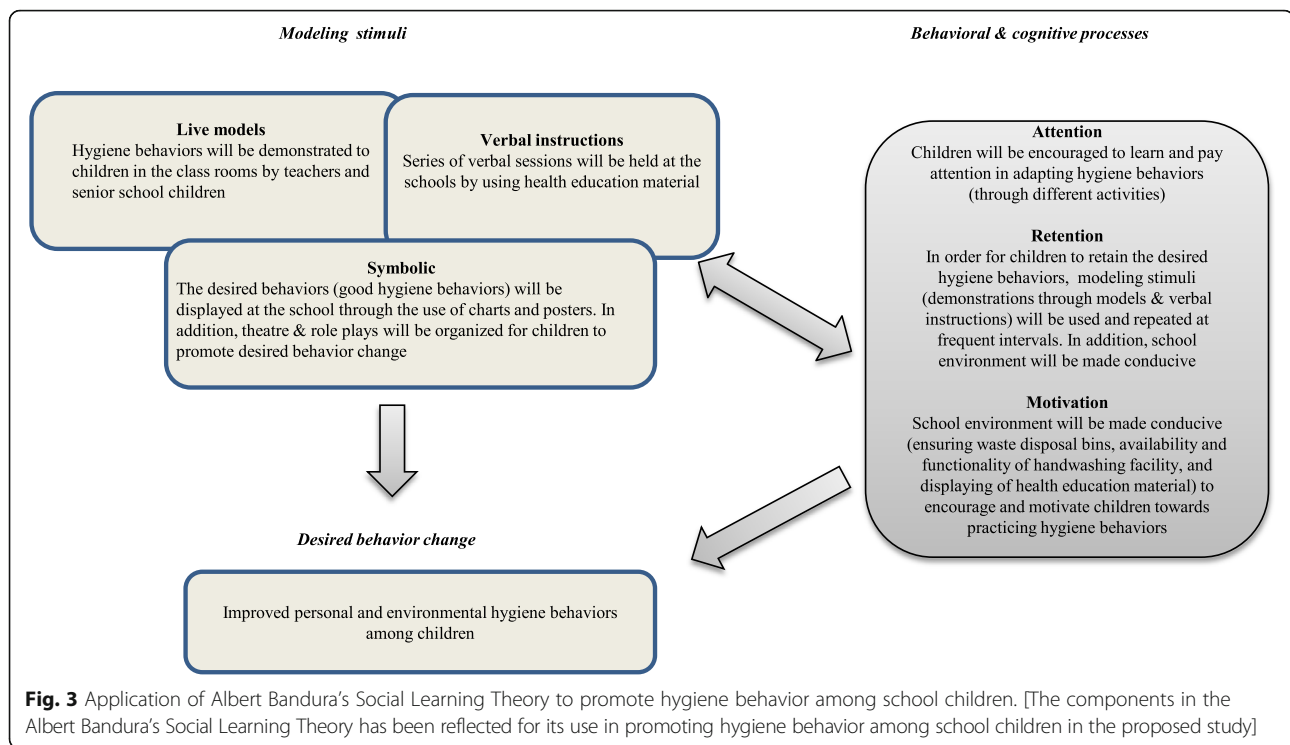 Modeling stimuli
Behavioral & cognitive processes
Live models
Hygiene behaviors will be demonstrated to
children in the class rooms by teachers and
senior school children
Verbal instructions
Series of verbal sessions will be held at the
schools by using health education material
Symbolic
The desired behaviors (good hygiene behaviors) will be
displayed at the school through the use of charts and posters. In
addition, theatre & role plays will be organized for children to
promote desired behavior change
Attention
Children will be encouraged to learn and pay
attention in adapting hygiene behaviors
(through different activities)
Retention
In order for children to retain the desired
hygiene behaviors, modeling stimuli
(demonstrations through models & verbal
instructions) will be used and repeated at
frequent intervals. In addition, school
environment will be made conducive
Motivation
School environment will be made conducive
(ensuring waste disposal bins, availability and
functionality of handwashing facility, and
displaying of health education material) to
encourage and motivate children towards
practicing hygiene behaviors
Desired behavior change
Improved personal and environmental hygiene behaviors
among children
Fig. 3 Application of Albert Bandura's Social Learning Theory to promote hygiene behavior among school children. [The components in the
Albert Bandura's Social Learning Theory has been reflected for its use in promoting hygiene behavior among school children in the proposed study]